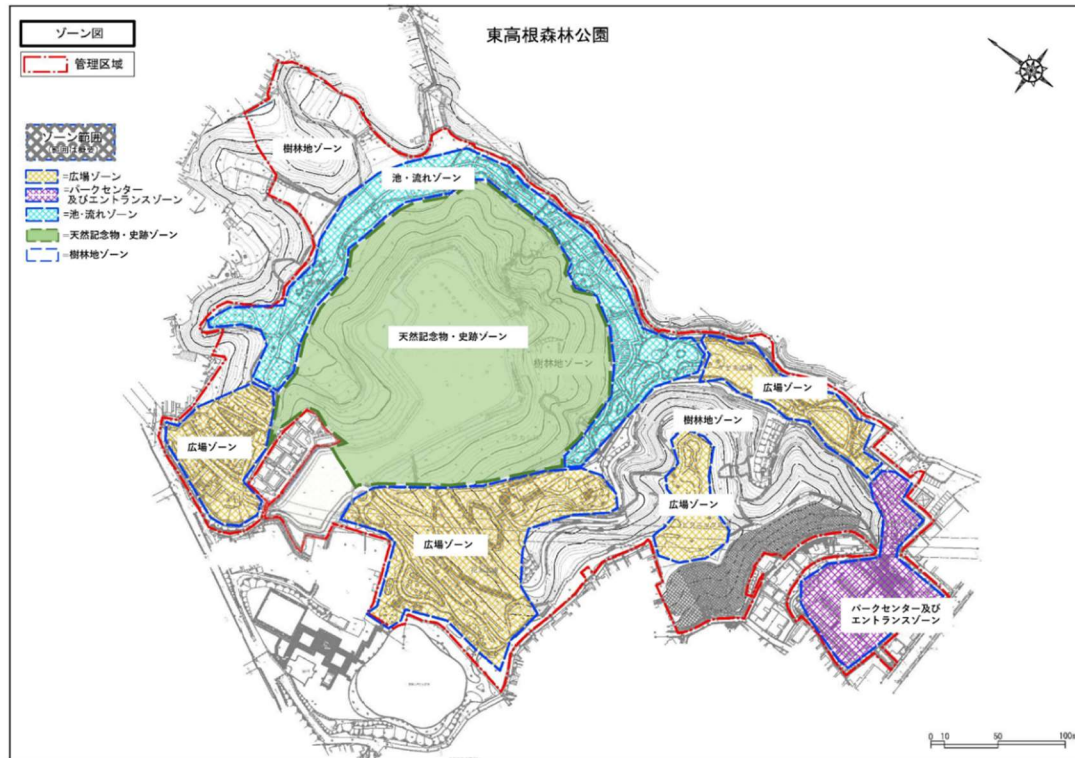 ゾーン図
東高根森林公園
管理区域
ゾーン範囲
=広場ゾーン
=パークセンター
及びエントランスゾーン
=池・流れゾーン
=天然記念物・史跡ゾーン
=樹林地ゾーン
樹林地ゾーン
池・流れゾーン
天然記念物・史跡ゾーン
樹林地ゾーン
広場ゾーン
樹林地ゾーン
広場ゾーン
広場ゾーン
広場ゾーン
パークセンター及び
エントランスゾーン
0 10 50 100m